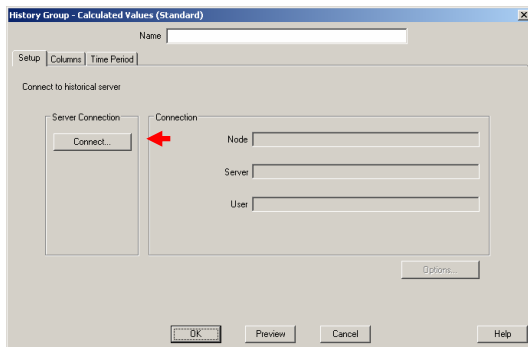 History Group - Calculated Values (Standard)
Name
Setup Columns Time Period
Connect to historical server
Server Connection Connection
Connect... Node
Server
User
Options...
OK Preview Cancel Help